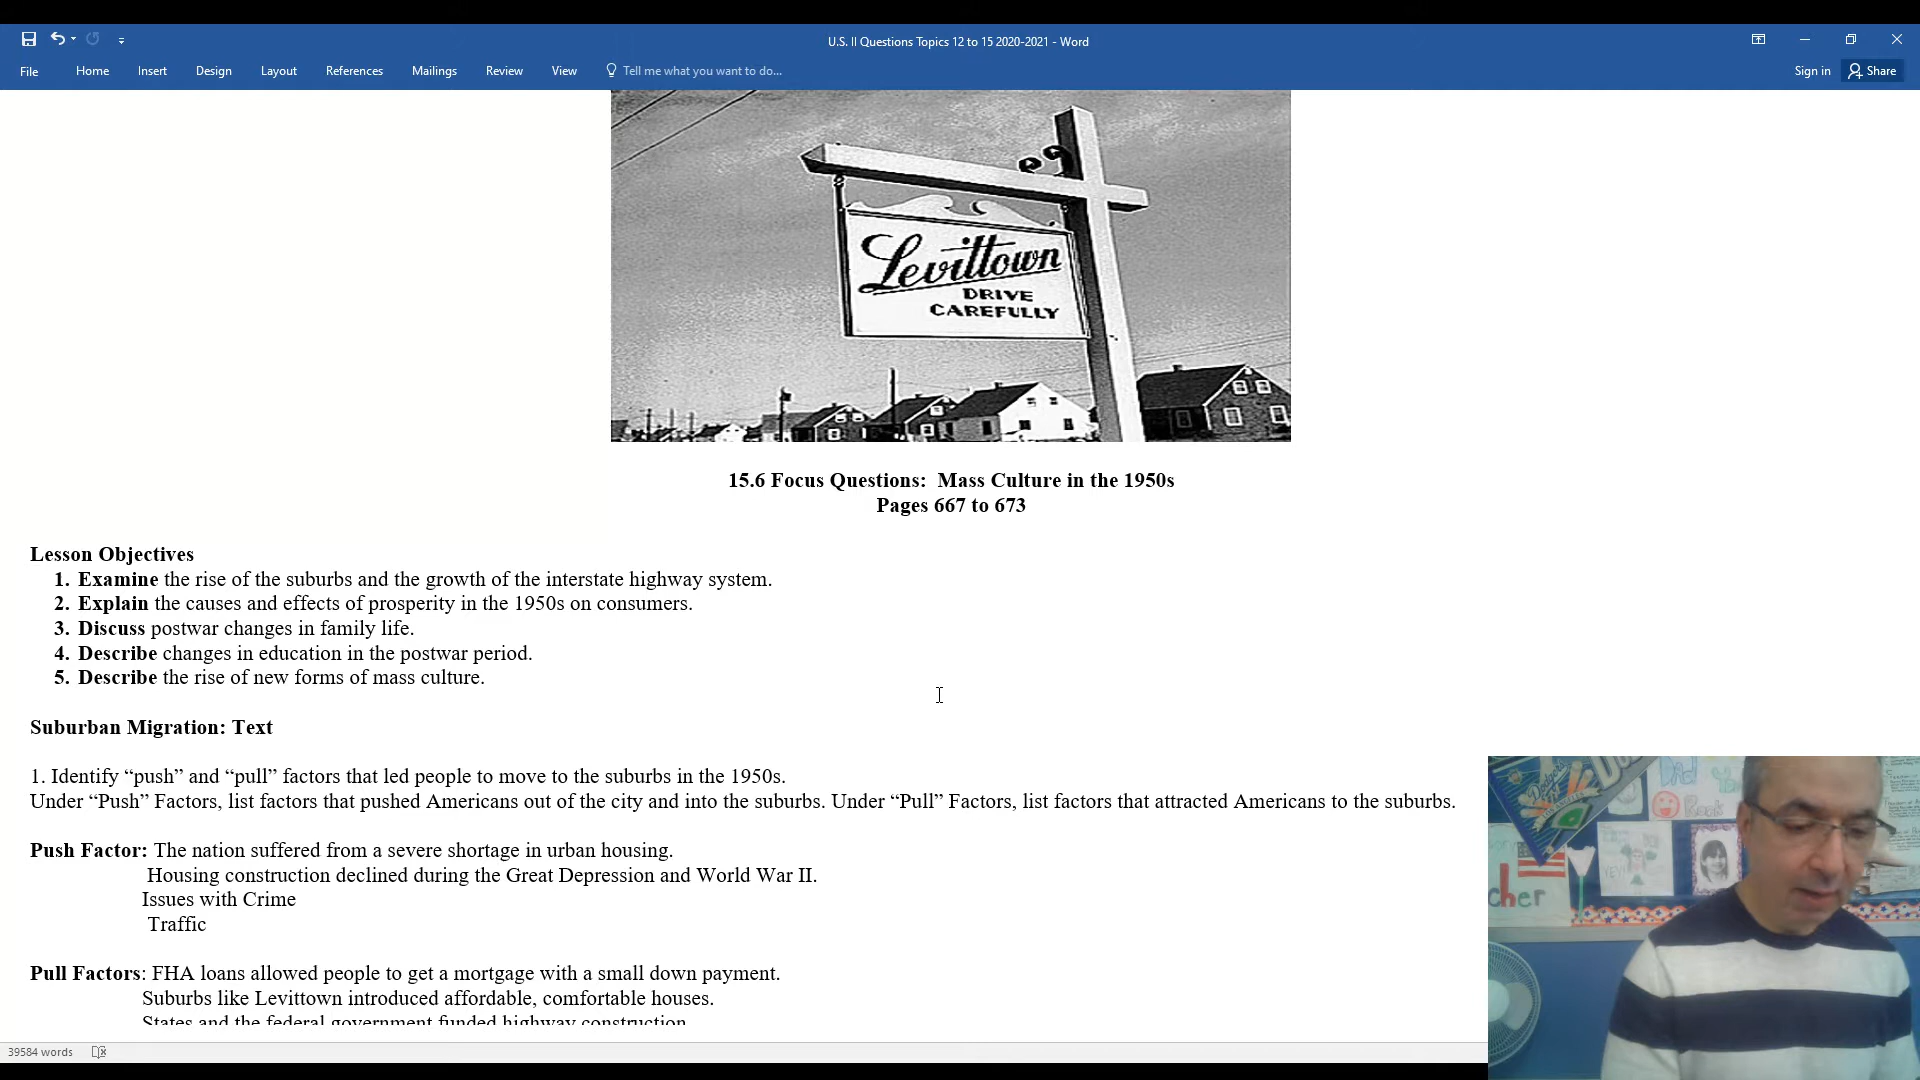 U.S. II Questions Topics 12 to 15 2020-2021 - Word
File Home Insert Design Layout References Mailings Review View Tell me what you want to do... Sign in Share
Levittown
DRIVE
CAREFULLY
15.6 Focus Questions:  Mass Culture in the 1950s
Pages 667 to 673
Lesson Objectives
1. Examine the rise of the suburbs and the growth of the interstate highway system.
2. Explain the causes and effects of prosperity in the 1950s on consumers.
3. Discuss postwar changes in family life.
4. Describe changes in education in the postwar period.
5. Describe the rise of new forms of mass culture.
Suburban Migration: Text
1. Identify “push” and “pull” factors that led people to move to the suburbs in the 1950s.
Under “Push” Factors, list factors that pushed Americans out of the city and into the suburbs. Under “Pull” Factors, list factors that attracted Americans to the suburbs.
Push Factor: The nation suffered from a severe shortage in urban housing.
Housing construction declined during the Great Depression and World War II.
Issues with Crime
Traffic
Pull Factors: FHA loans allowed people to get a mortgage with a small down payment.
Suburbs like Levittown introduced affordable, comfortable houses.
States and the federal government funded highway construction
39584 words
Rock
cher